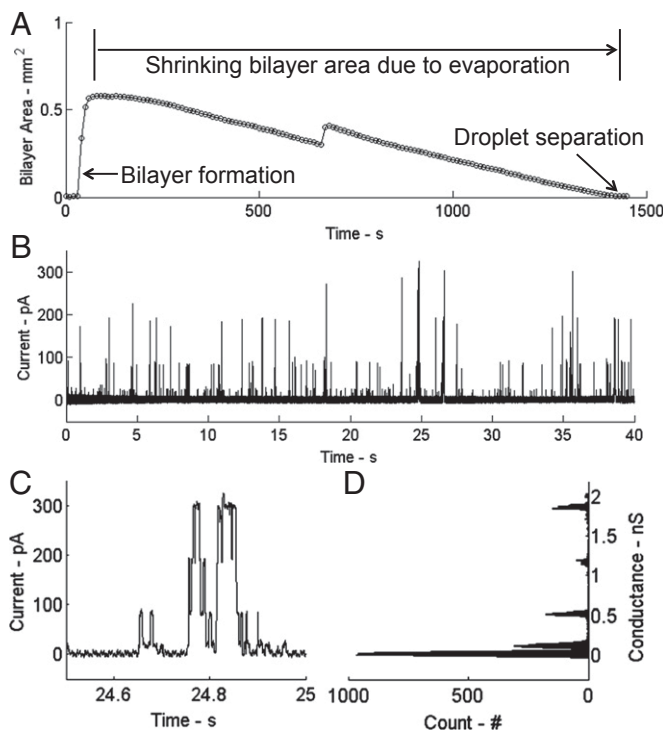 A
Shrinking bilayer area due to evaporation
Droplet separation
Bilayer formation
Bilayer Area - mm²
1
0.5
0
0 500 1000 1500
Time - s
B
Current - pA
300
200
100
0
0 5 10 15 20 25 30 35 40
Time - s
C
Current - pA
300
200
100
0
24.6 24.8 25
Time - s
D
2
1.5
1
0.5
0
Conductance - nS
1000 500 0
Count - #